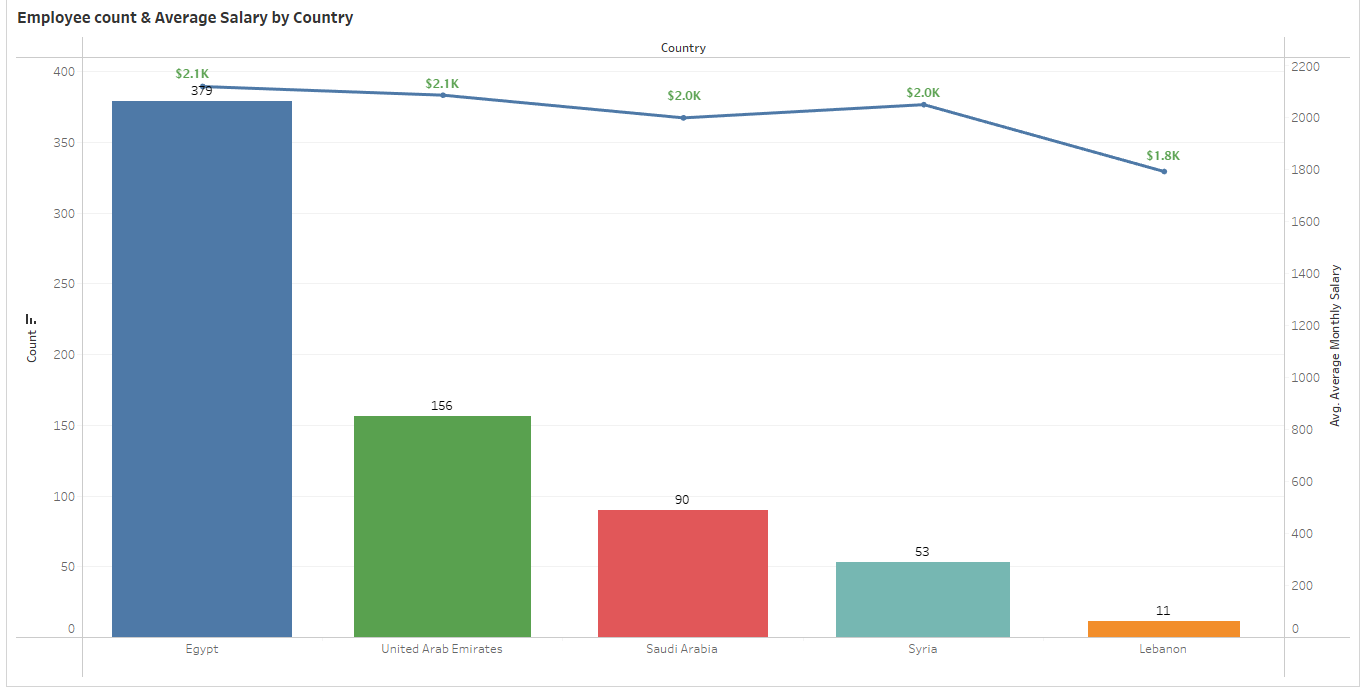 Employee count & Average Salary by Country
Country
400
350
300
250
200
150
100
50
0
Count
2200
2000
1800
1600
1400
1200
1000
800
600
400
200
0
Avg. Average Monthly Salary
$2.1K
$2.1K
$2.0K
$2.0K
$1.8K
379
156
90
53
11
Egypt
United Arab Emirates
Saudi Arabia
Syria
Lebanon